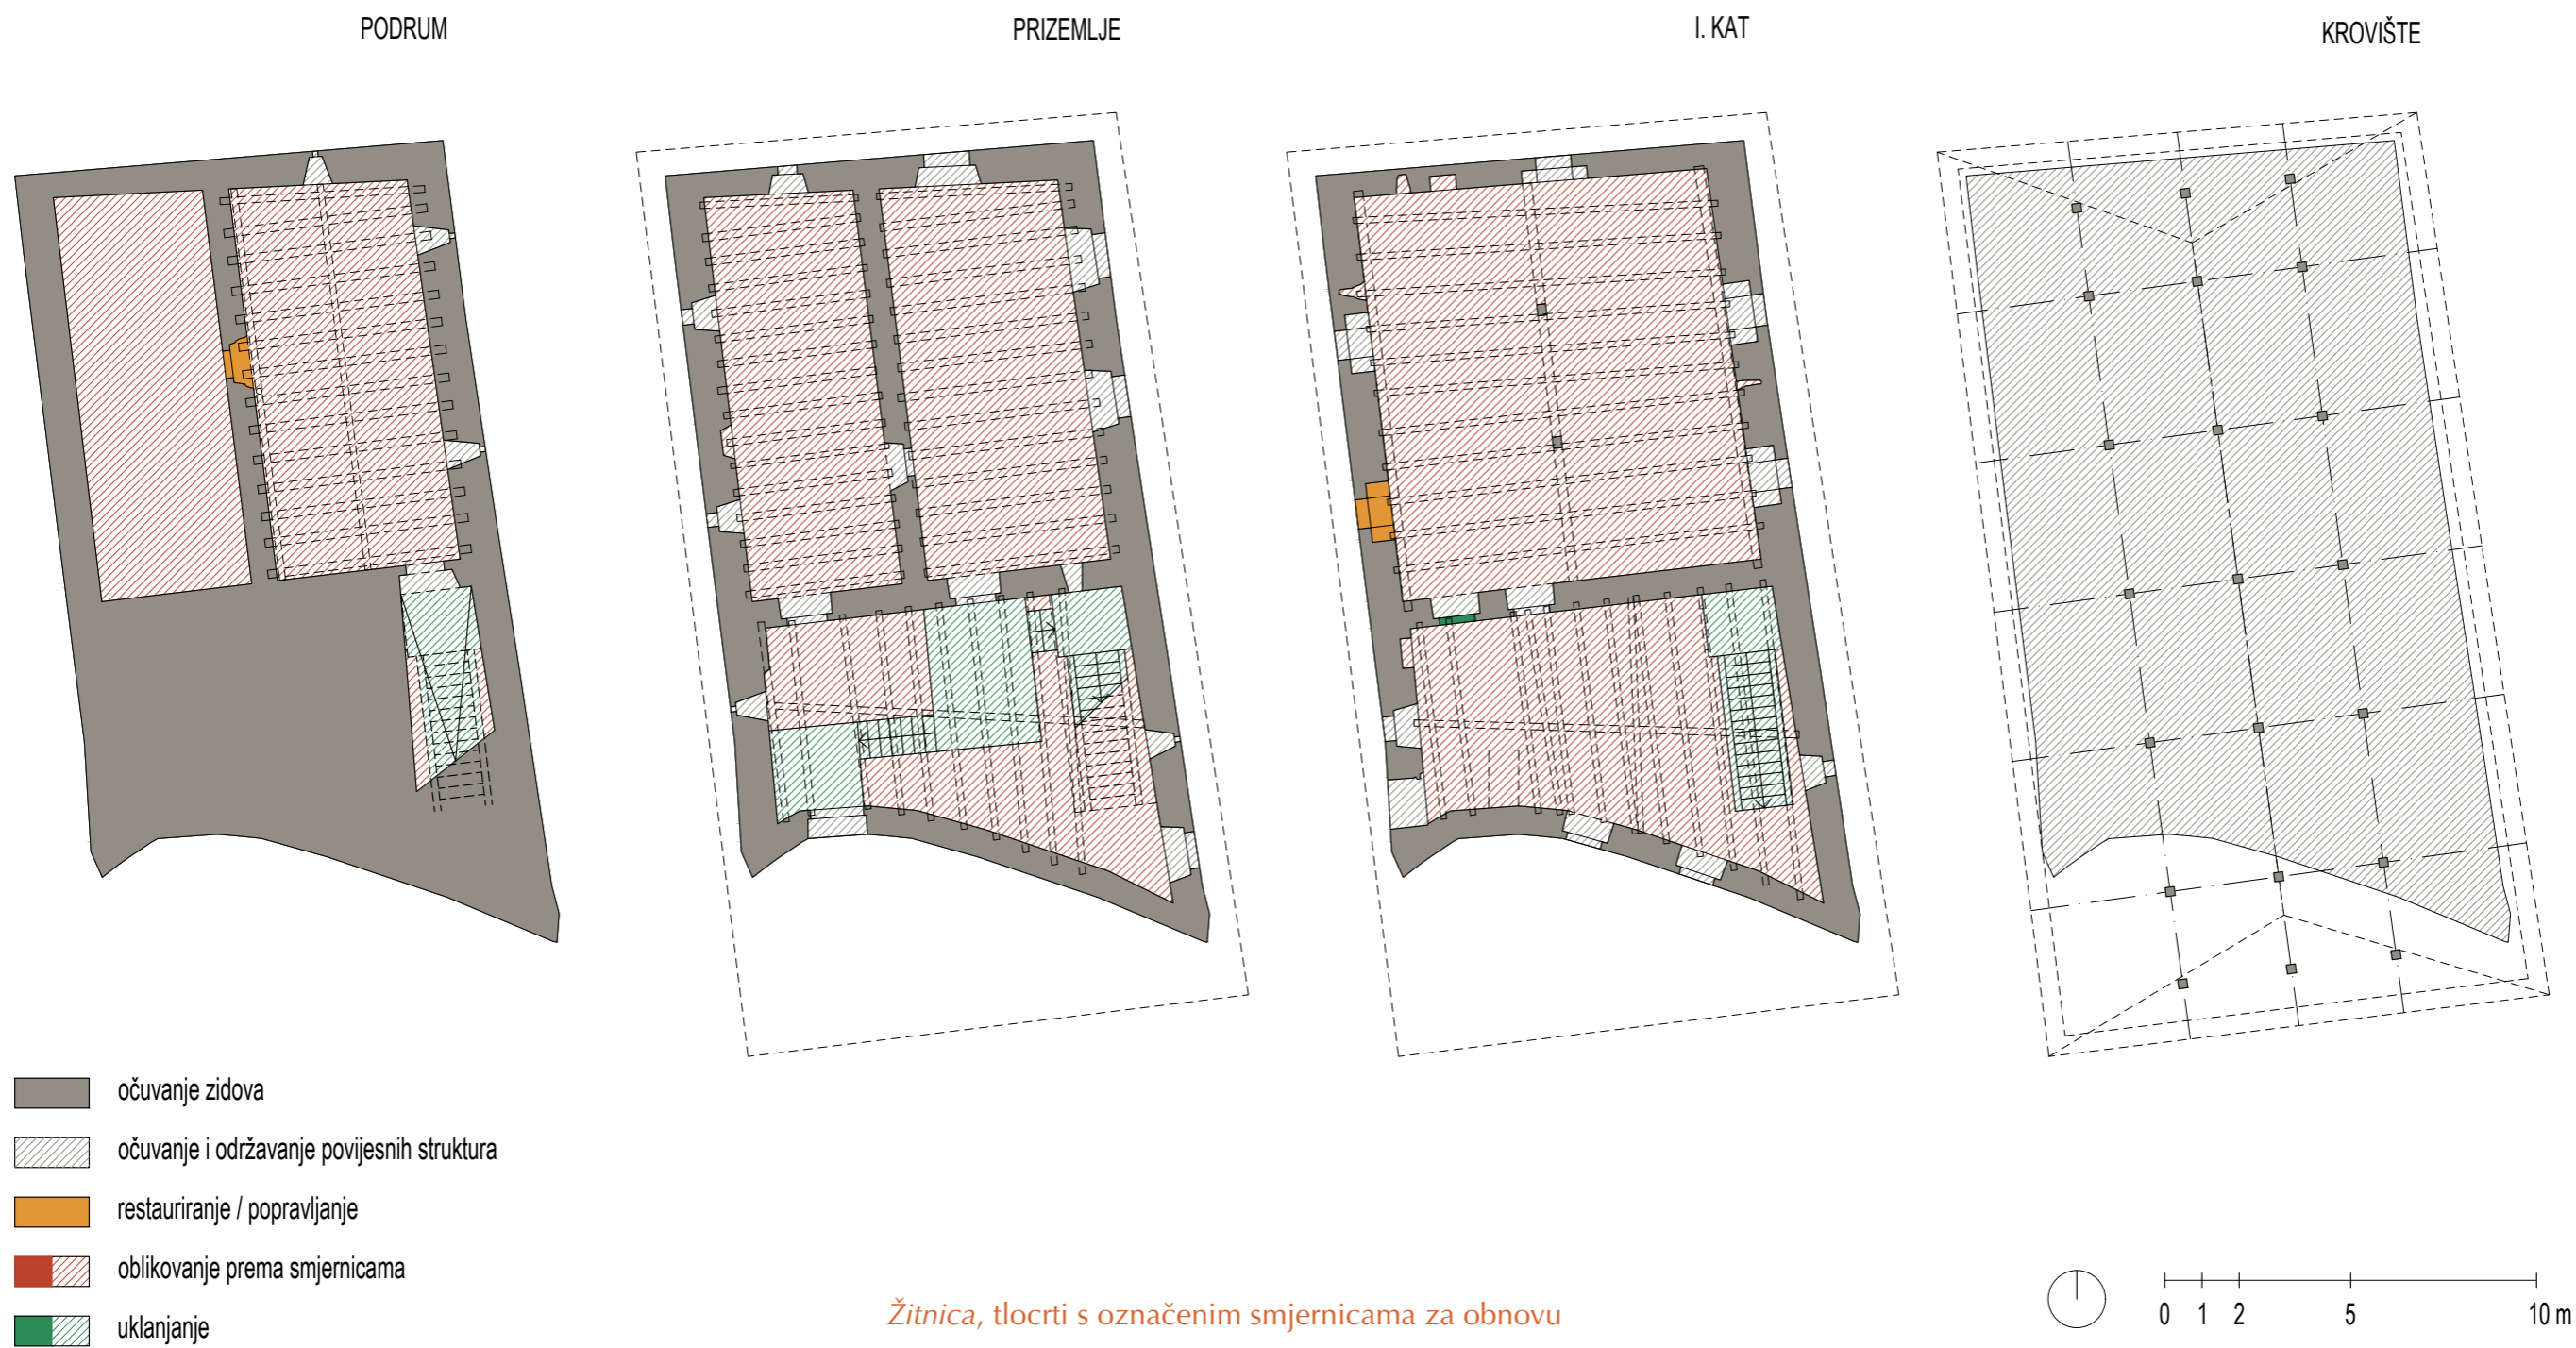 PODRUM
PRIZEMLJE
I. KAT
KROVIŠTE
očuvanje zidova
očuvanje i održavanje povijesnih struktura
restauriranje / popravljanje
oblikovanje prema smjernicama
uklanjanje
Žitnica, tlocrti s označenim smjernicama za obnovu
0 1 2 5 10 m